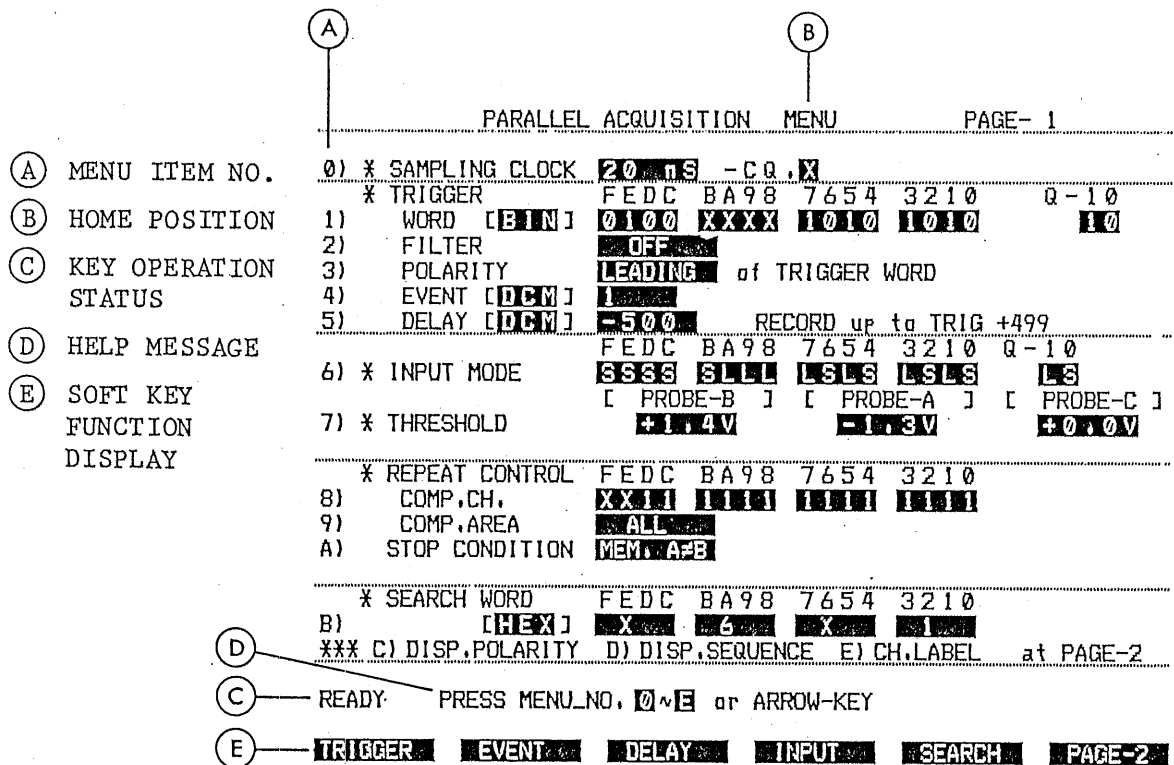 A B
PARALLEL ACQUISITION MENU PAGE- 1
A MENU ITEM NO.
B HOME POSITION
C KEY OPERATION
STATUS
D HELP MESSAGE
E SOFT KEY
FUNCTION
DISPLAY
0) * SAMPLING CLOCK 20 nS -CQ.X
* TRIGGER FEDC BA98 7654 3210 Q-10
1) WORD [BIN] 0100 XXXX 1010 1010 10
2) FILTER OFF
3) POLARITY LEADING of TRIGGER WORD
4) EVENT [DCM] 1
5) DELAY [DCM] -500 RECORD up to TRIG +499
FEDC BA98 7654 3210 Q-10
6) * INPUT MODE SSSS SLLL LSLS LSLS LS
[ PROBE-B ] [ PROBE-A ] [ PROBE-C ]
7) * THRESHOLD +1.4V -1.3V +0.0V
* REPEAT CONTROL FEDC BA98 7654 3210
8) COMP.CH. XX11 1111 1111 1111
9) COMP.AREA ALL
A) STOP CONDITION MEM. A≠B
* SEARCH WORD FEDC BA98 7654 3210
B) [HEX] X 6 X 1
*** C) DISP.POLARITY D) DISP.SEQUENCE E) CH.LABEL at PAGE-2
D
C READY PRESS MENU_NO. 0~E or ARROW-KEY
E TRIGGER EVENT DELAY INPUT SEARCH PAGE-2